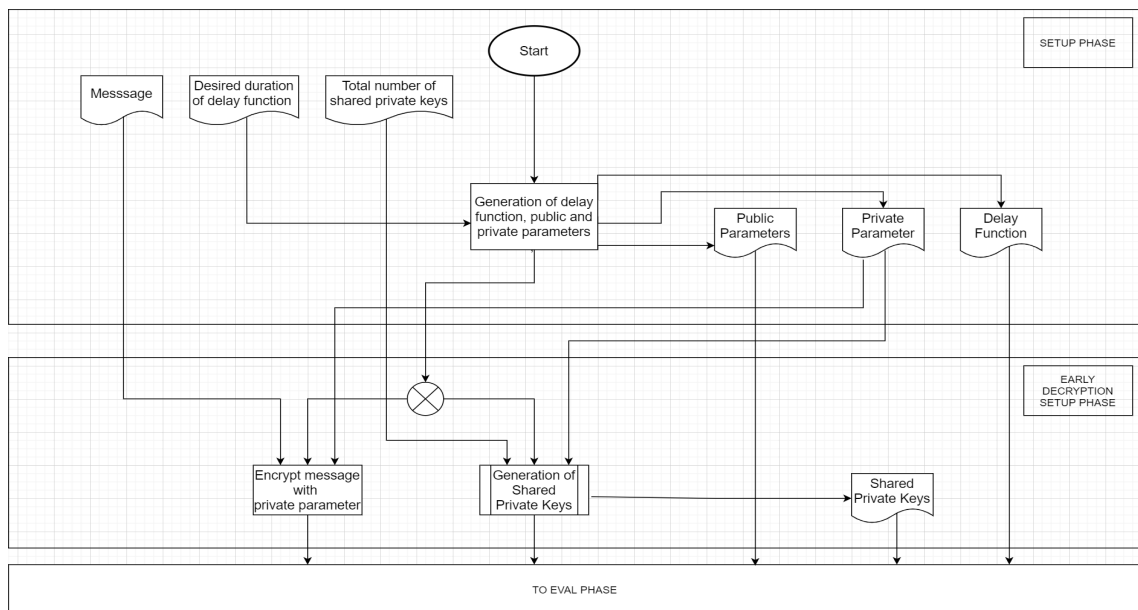 Start
SETUP PHASE
Messsage
Desired duration
of delay function
Total number of
shared private keys
Generation of delay
function, public and
private parameters
Public
Parameters
Private
Parameter
Delay
Function
EARLY
DECRYPTION
SETUP PHASE
Encrypt message
with
private parameter
Generation of
Shared
Private Keys
Shared
Private Keys
TO EVAL PHASE